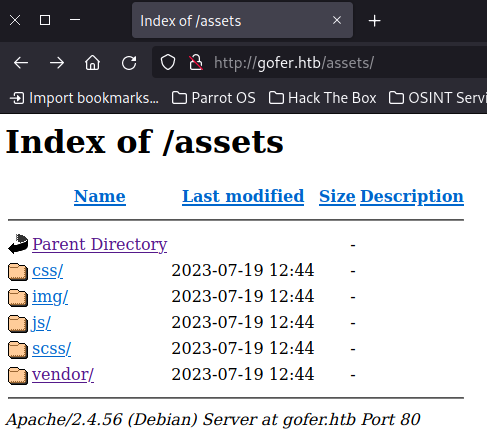 Index of /assets
http://gofer.htb/assets/
Import bookmarks... Parrot OS Hack The Box
Index of /assets
Name Last modified Size Description
Parent Directory -
css/ 2023-07-19 12:44 -
img/ 2023-07-19 12:44 -
js/ 2023-07-19 12:44 -
scss/ 2023-07-19 12:44 -
vendor/ 2023-07-19 12:44 -
Apache/2.4.56 (Debian) Server at gofer.htb Port 80